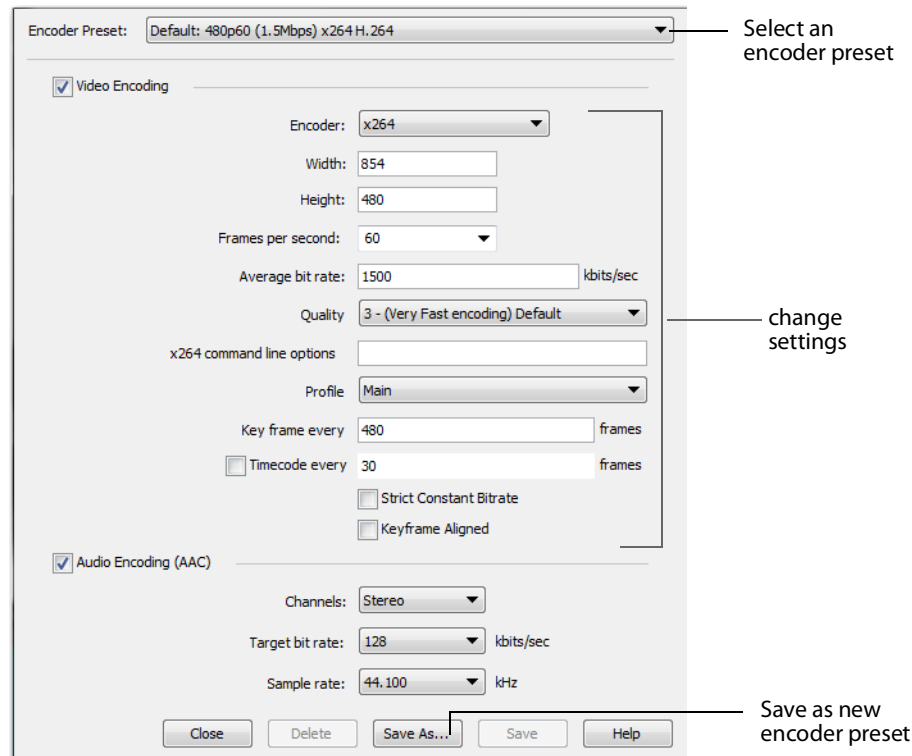 Encoder Preset: Default: 480p60 (1.5Mbps) x264 H.264
Select an
encoder preset
Video Encoding
Encoder: x264
Width: 854
Height: 480
Frames per second: 60
Average bit rate: 1500 kbits/sec
Quality 3 - (Very Fast encoding) Default
change
settings
x264 command line options
Profile Main
Key frame every 480 frames
Timecode every 30 frames
Strict Constant Bitrate
Keyframe Aligned
Audio Encoding (AAC)
Channels: Stereo
Target bit rate: 128 kbits/sec
Sample rate: 44.100 kHz
Save as new
encoder preset
Close Delete Save As... Save Help